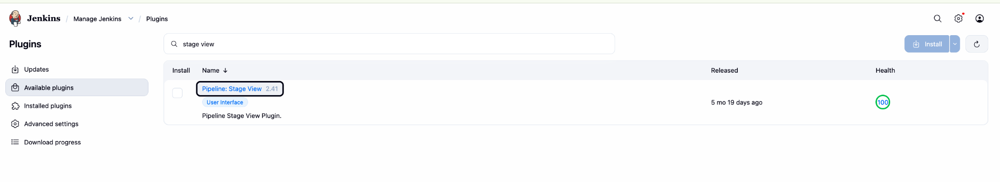 Jenkins / Manage Jenkins / Plugins
Plugins
stage view
Install
Updates
Available plugins
Installed plugins
Advanced settings
Download progress
Install Name ↓ Released Health
Pipeline: Stage View 2.41
User Interface
5 mo 19 days ago
100
Pipeline Stage View Plugin.